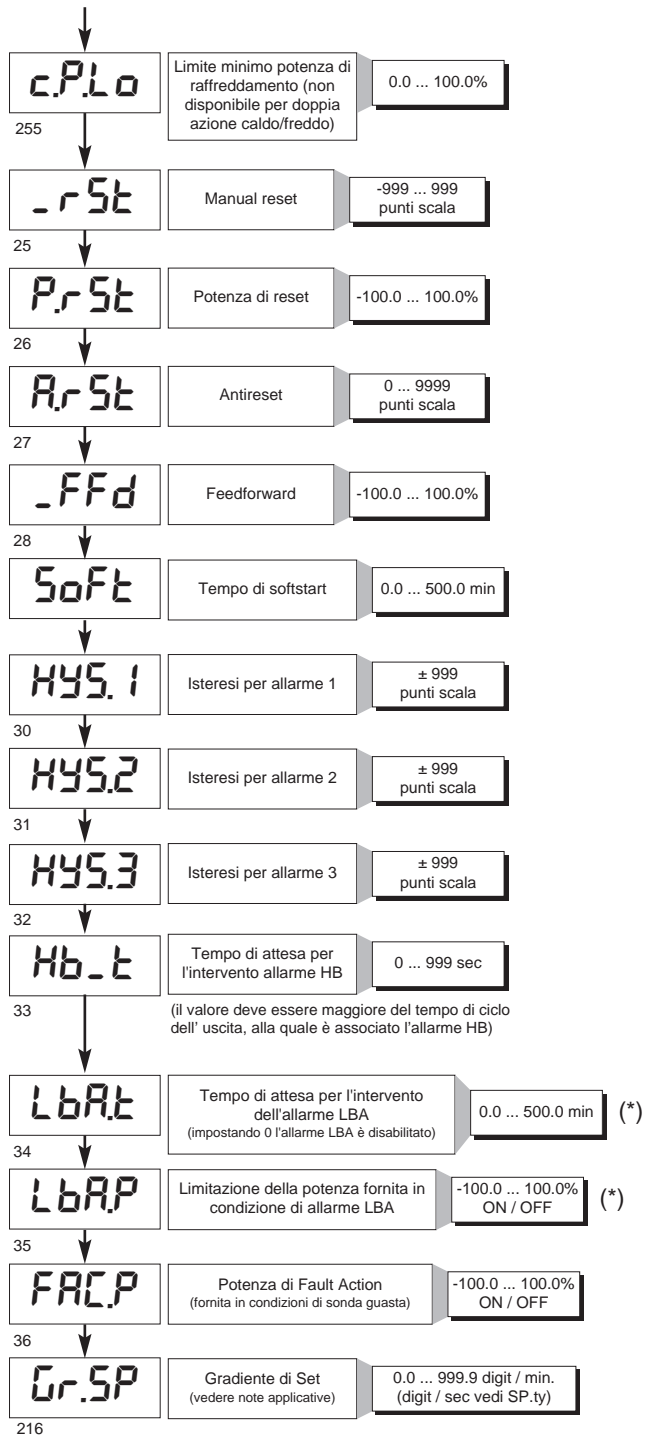 c.P.Lo
Limite minimo potenza di
raffreddamento (non
disponibile per doppia
azione caldo/freddo)
0.0 ... 100.0%
255
_rSt
Manual reset
-999 ... 999
punti scala
25
P.rSt
Potenza di reset
-100.0 ... 100.0%
26
A.rSt
Antireset
0 ... 9999
punti scala
27
_FFd
Feedforward
-100.0 ... 100.0%
28
SoFt
Tempo di softstart
0.0 ... 500.0 min
HYS.1
Isteresi per allarme 1
± 999
punti scala
30
HYS.2
Isteresi per allarme 2
± 999
punti scala
31
HYS.3
Isteresi per allarme 3
± 999
punti scala
32
Hb_t
Tempo di attesa per
l'intervento allarme HB
0 ... 999 sec
33
(il valore deve essere maggiore del tempo di ciclo
dell' uscita, alla quale è associato l'allarme HB)
LbA.t
Tempo di attesa per l'intervento
dell'allarme LBA
(impostando 0 l'allarme LBA è disabilitato)
0.0 ... 500.0 min
(*)
34
LbA.P
Limitazione della potenza fornita in
condizione di allarme LBA
-100.0 ... 100.0%
ON / OFF
(*)
35
FAC.P
Potenza di Fault Action
(fornita in condizioni di sonda guasta)
-100.0 ... 100.0%
ON / OFF
36
Gr.SP
Gradiente di Set
(vedere note applicative)
0.0 ... 999.9 digit / min.
(digit / sec vedi SP.ty)
216